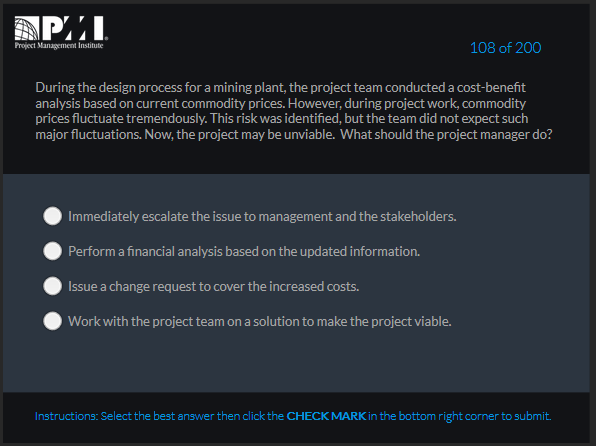 PMI
Project Management Institute
108 of 200
During the design process for a mining plant, the project team conducted a cost-benefit
analysis based on current commodity prices. However, during project work, commodity
prices fluctuate tremendously. This risk was identified, but the team did not expect such
major fluctuations. Now, the project may be unviable. What should the project manager do?
Immediately escalate the issue to management and the stakeholders.
Perform a financial analysis based on the updated information.
Issue a change request to cover the increased costs.
Work with the project team on a solution to make the project viable.
Instructions: Select the best answer then click the CHECK MARK in the bottom right corner to submit.